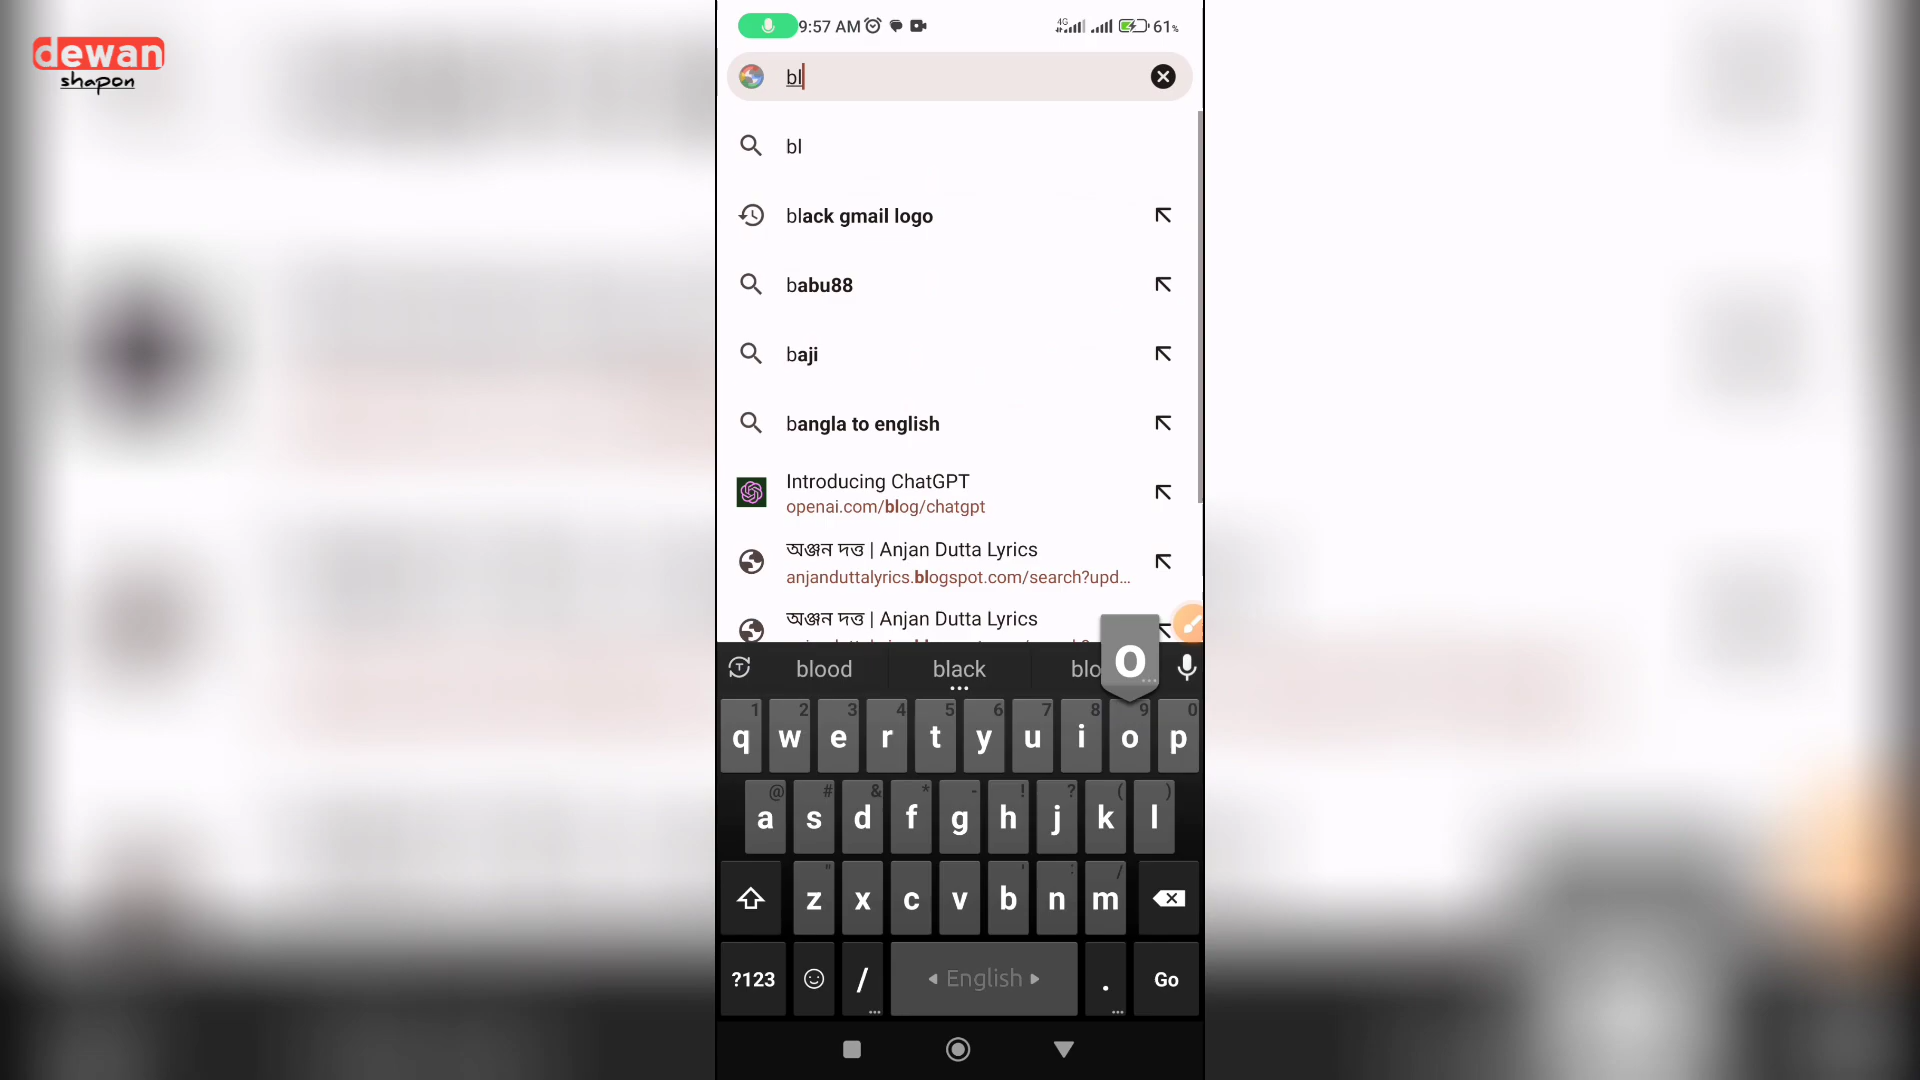 dewan
shapon
9:57 AM
4G
61%
bl
bl
black gmail logo
babu88
baji
bangla to english
Introducing ChatGPT
openai.com/blog/chatgpt
অঞ্জন দত্ত | Anjan Dutta Lyrics
anjanduttalyrics.blogspot.com/search?upd...
অঞ্জন দত্ত | Anjan Dutta Lyrics
blood black blo
o
1 2 3 4 5 6 7 8 9 0
q w e r t y u i o p
@ # & * - ! ? ( )
a s d f g h j k l
" ' : /
z x c v b n m
?123 / English . Go